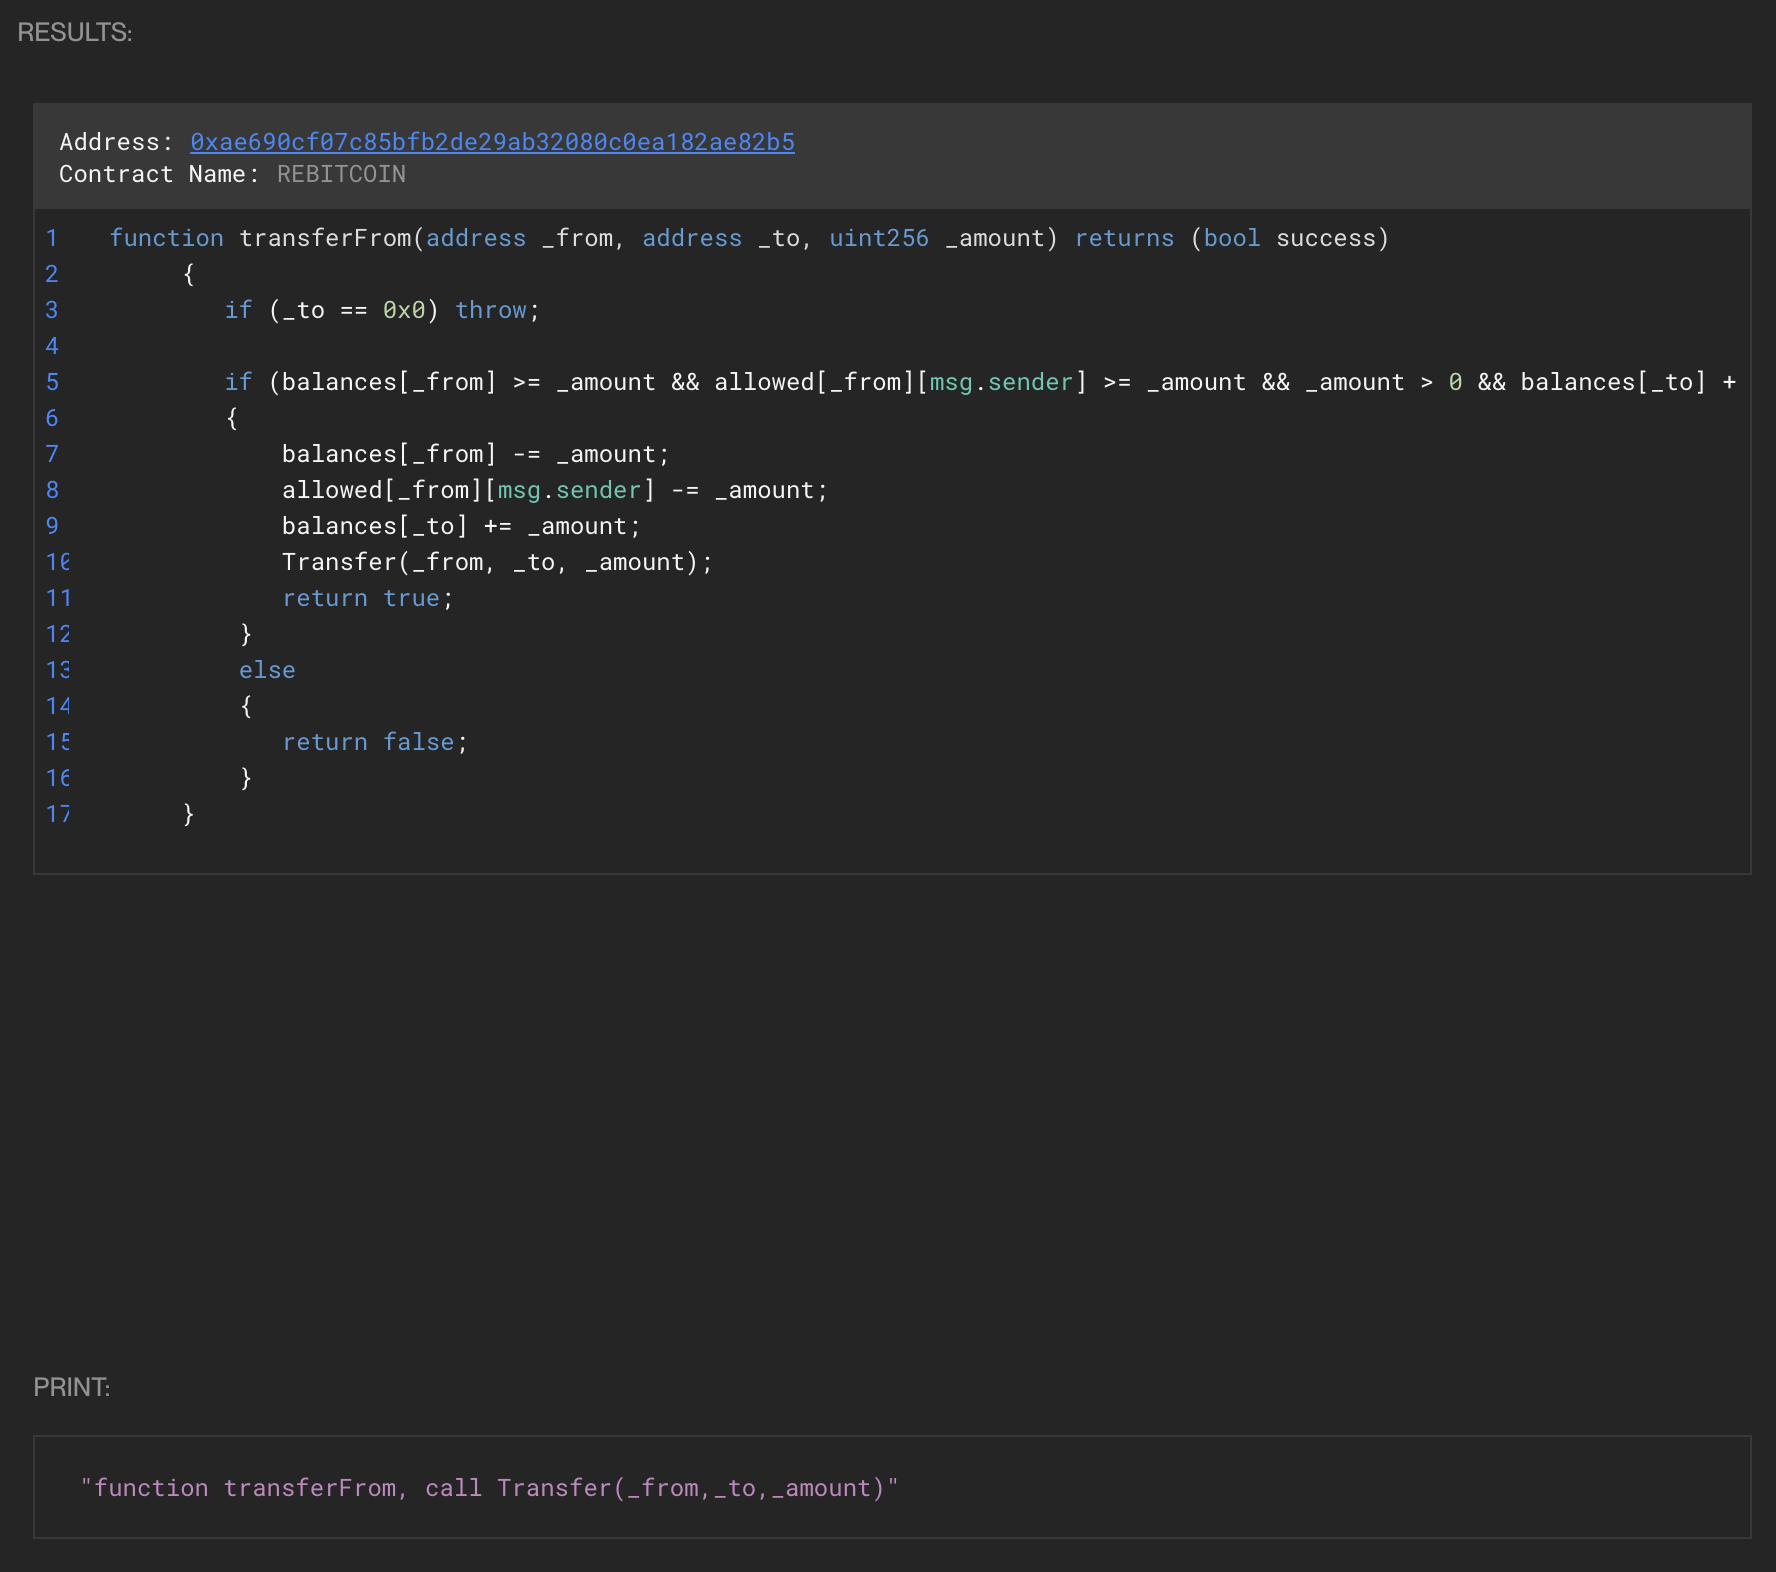 RESULTS:
Address: 0xae690cf07c85bfb2de29ab32080c0ea182ae82b5
Contract Name: REBITCOIN
1 function transferFrom(address _from, address _to, uint256 _amount) returns (bool success)
2 {
3 if (_to == 0x0) throw;
4
5 if (balances[_from] >= _amount && allowed[_from][msg.sender] >= _amount && _amount > 0 && balances[_to] +
6 {
7 balances[_from] -= _amount;
8 allowed[_from][msg.sender] -= _amount;
9 balances[_to] += _amount;
10 Transfer(_from, _to, _amount);
11 return true;
12 }
13 else
14 {
15 return false;
16 }
17 }
PRINT:
"function transferFrom, call Transfer(_from,_to,_amount)"